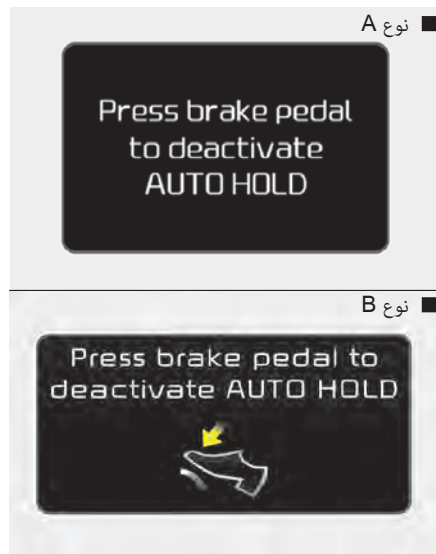 ■ نوع A
Press brake pedal
to deactivate
AUTO HOLD
■ نوع B
Press brake pedal to
deactivate AUTO HOLD